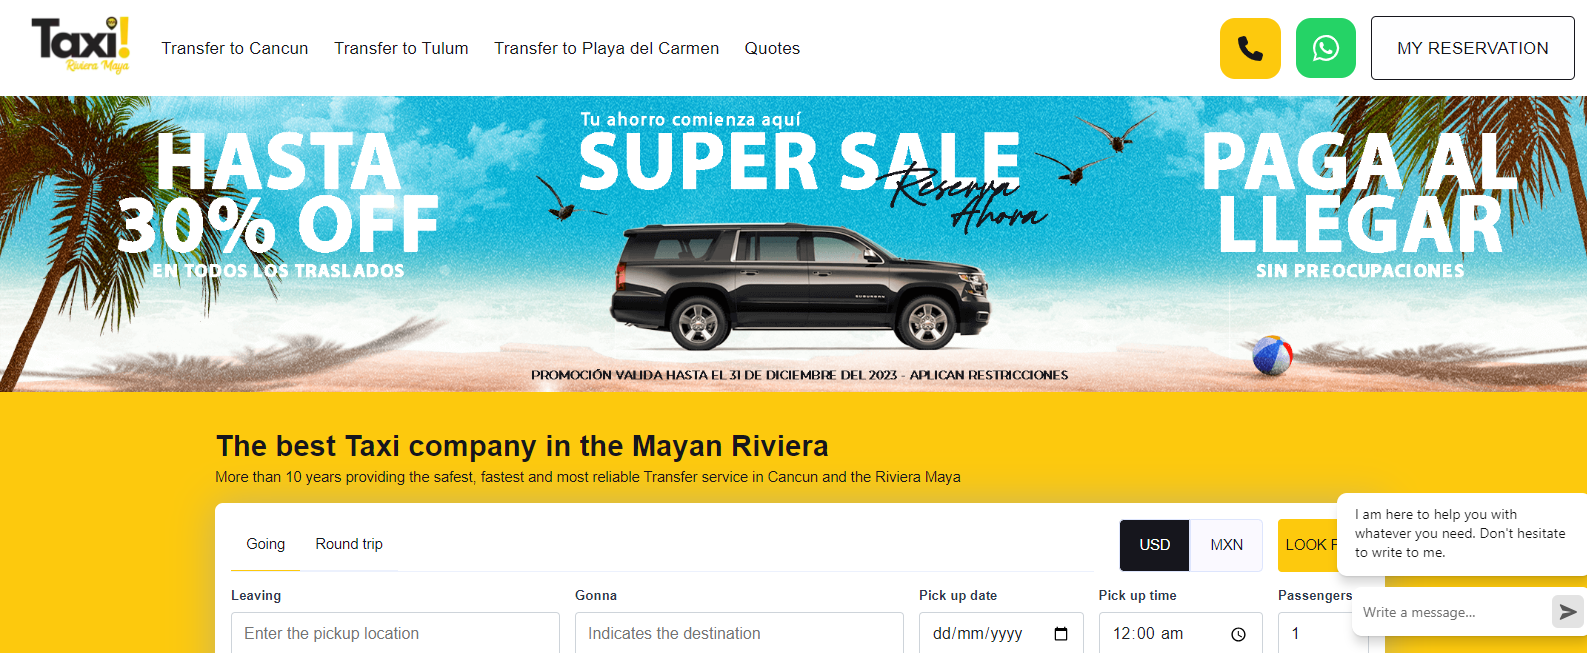 Taxi!
Riviera Maya
Transfer to Cancun
Transfer to Tulum
Transfer to Playa del Carmen
Quotes
MY RESERVATION
HASTA
30% OFF
EN TODOS LOS TRASLADOS
Tu ahorro comienza aquí
SUPER SALE
Reserva
Ahora
PAGA AL
LLEGAR
SIN PREOCUPACIONES
SUBURBAN
PROMOCIÓN VALIDA HASTA EL 31 DE DICIEMBRE DEL 2023 - APLICAN RESTRICCIONES
The best Taxi company in the Mayan Riviera
More than 10 years providing the safest, fastest and most reliable Transfer service in Cancun and the Riviera Maya
Going
Round trip
USD
MXN
LOOK
I am here to help you with
whatever you need. Don't hesitate
to write to me.
Leaving
Gonna
Pick up date
Pick up time
Passengers
Enter the pickup location
Indicates the destination
dd/mm/yyyy
12:00 am
1
Write a message...